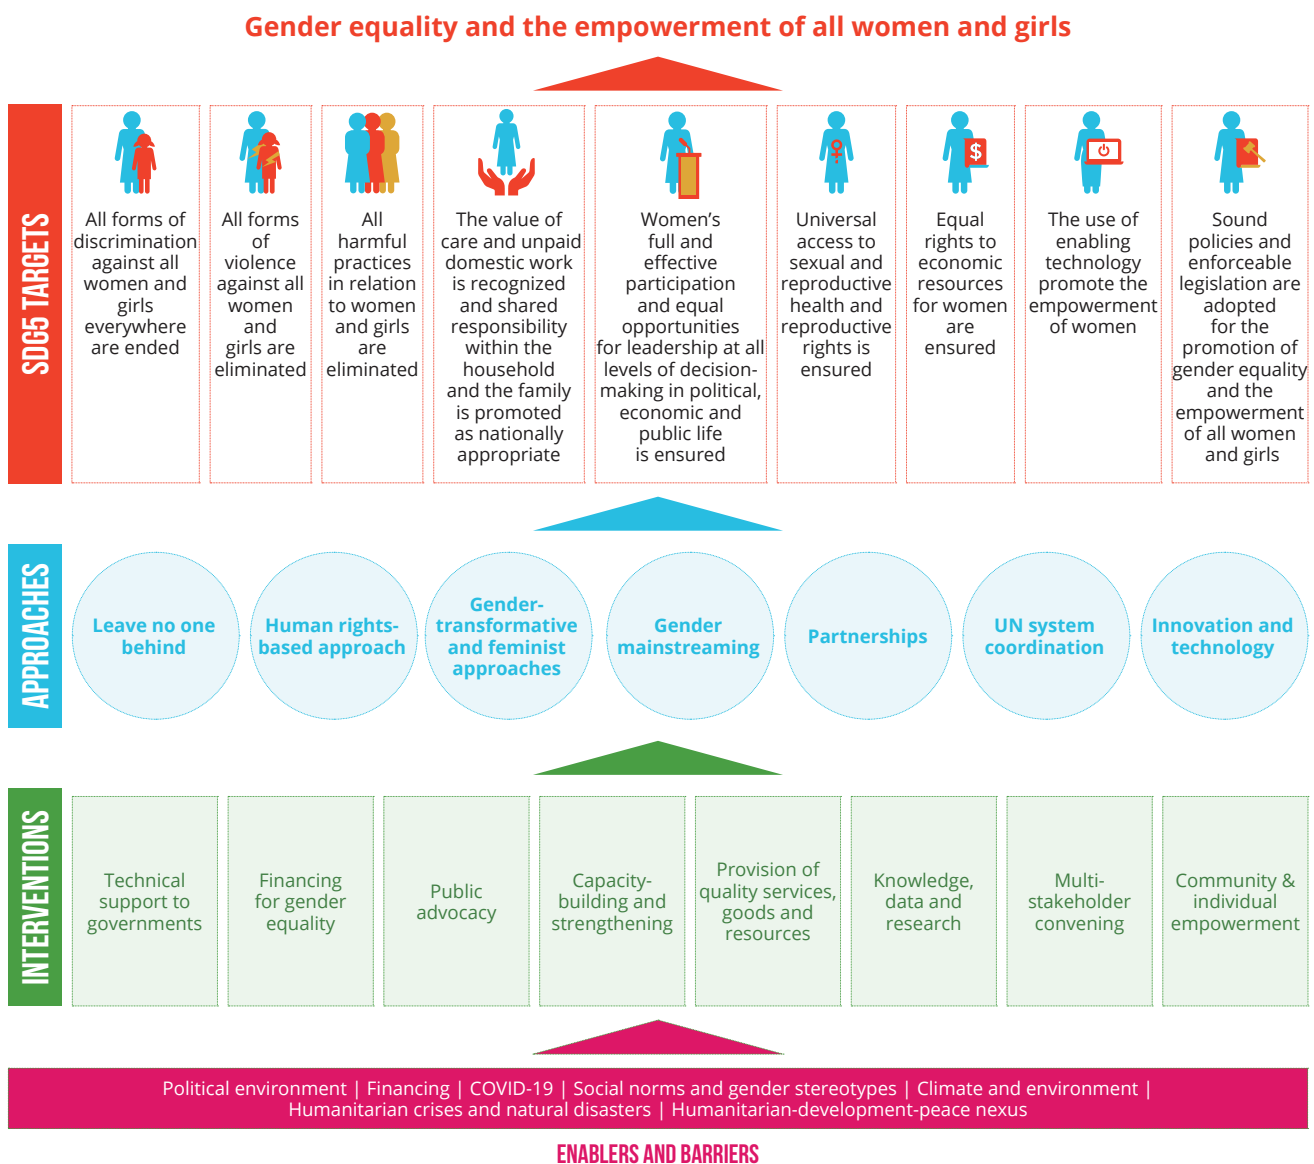 Gender equality and the empowerment of all women and girls
SDG5 TARGETS
All forms of
discrimination
against all
women and
girls
everywhere
are ended
All forms
of
violence
against all
women
and
girls are
eliminated
All
harmful
practices
in relation
to women
and girls
are
eliminated
The value of
care and unpaid
domestic work
is recognized
and shared
responsibility
within the
household
and the family
is promoted
as nationally
appropriate
Women’s
full and
effective
participation
and equal
opportunities
for leadership at all
levels of decision-
making in political,
economic and
public life
is ensured
Universal
access to
sexual and
reproductive
health and
reproductive
rights is
ensured
$
Equal
rights to
economic
resources
for women
are
ensured
The use of
enabling
technology
promote the
empowerment
of women
Sound
policies and
enforceable
legislation are
adopted
for the
promotion of
gender equality
and the
empowerment
of all women
and girls
APPROACHES
Leave no one
behind
Human rights-
based approach
Gender-
transformative
and feminist
approaches
Gender
mainstreaming
Partnerships
UN system
coordination
Innovation and
technology
INTERVENTIONS
Technical
support to
governments
Financing
for gender
equality
Public
advocacy
Capacity-
building and
strengthening
Provision of
quality services,
goods and
resources
Knowledge,
data and
research
Multi-
stakeholder
convening
Community &
individual
empowerment
Political environment | Financing | COVID-19 | Social norms and gender stereotypes | Climate and environment |
Humanitarian crises and natural disasters | Humanitarian-development-peace nexus
ENABLERS AND BARRIERS